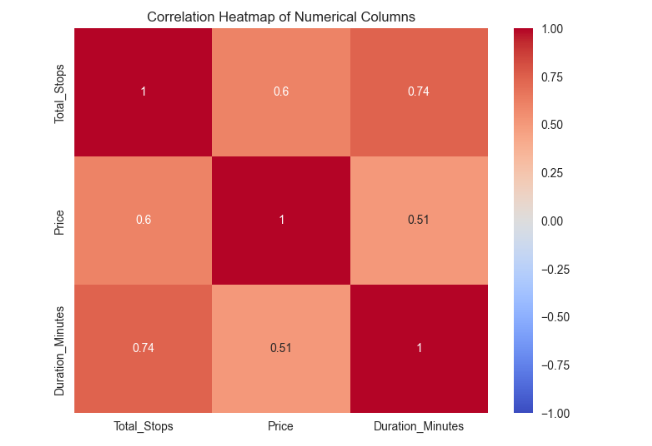 Correlation Heatmap of Numerical Columns
Total_Stops
1
0.6
0.74
Price
0.6
1
0.51
Duration_Minutes
0.74
0.51
1
Total_Stops
Price
Duration_Minutes
1.00
0.75
0.50
0.25
0.00
−0.25
−0.50
−0.75
−1.00